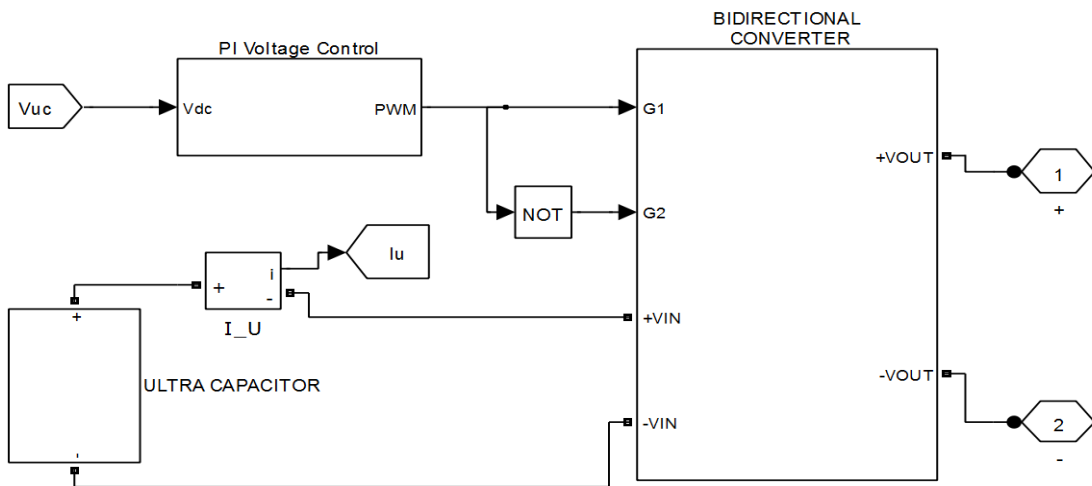 BIDIRECTIONAL
CONVERTER
PI Voltage Control
Vuc
Vdc
PWM
G1
+VOUT
1
+
NOT
G2
Iu
i
+
-
I_U
+VIN
+
ULTRA CAPACITOR
-VOUT
-VIN
2
-
-